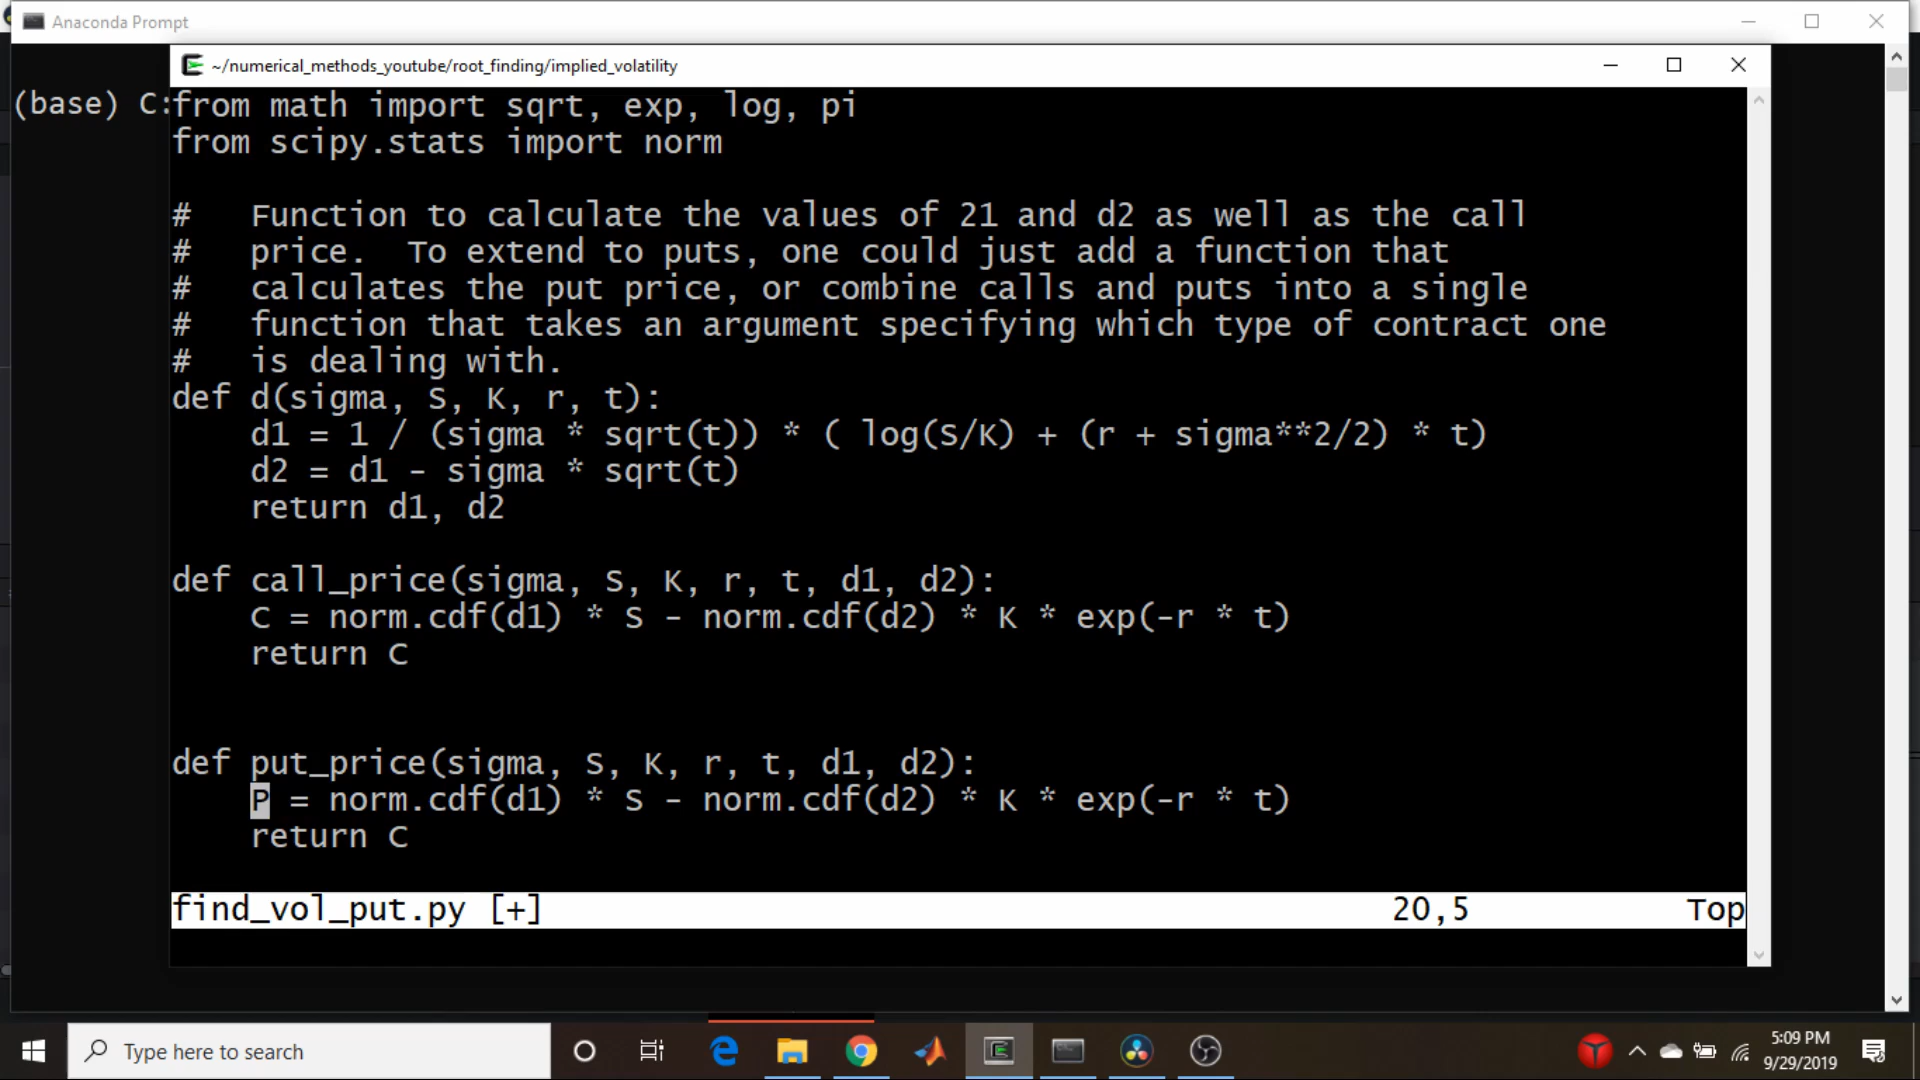 Anaconda Prompt
~/numerical_methods_youtube/root_finding/implied_volatility
(base) C:
from math import sqrt, exp, log, pi
from scipy.stats import norm
#   Function to calculate the values of 21 and d2 as well as the call
#   price.  To extend to puts, one could just add a function that
#   calculates the put price, or combine calls and puts into a single
#   function that takes an argument specifying which type of contract one
#   is dealing with.
def d(sigma, S, K, r, t):
    d1 = 1 / (sigma * sqrt(t)) * ( log(S/K) + (r + sigma**2/2) * t)
    d2 = d1 - sigma * sqrt(t)
    return d1, d2
def call_price(sigma, S, K, r, t, d1, d2):
    C = norm.cdf(d1) * S - norm.cdf(d2) * K * exp(-r * t)
    return C
def put_price(sigma, S, K, r, t, d1, d2):
    P = norm.cdf(d1) * S - norm.cdf(d2) * K * exp(-r * t)
    return C
find_vol_put.py [+] 20,5 Top
Type here to search
5:09 PM
9/29/2019